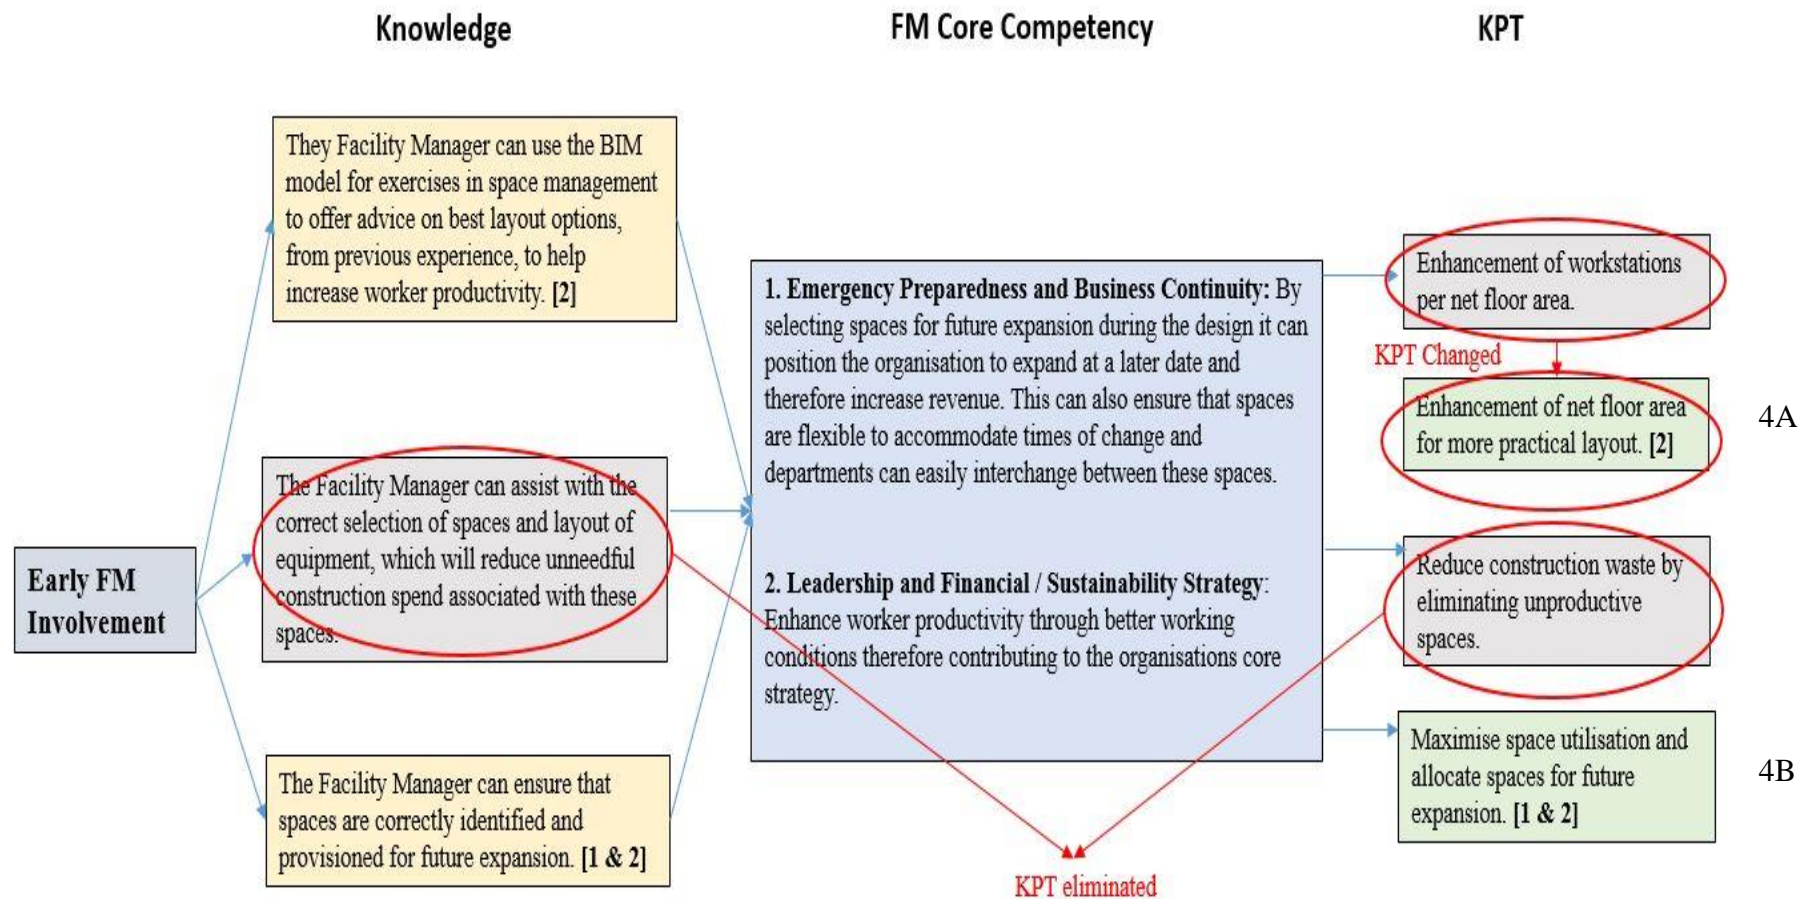 Knowledge
FM Core Competency
KPT
They Facility Manager can use the BIM
model for exercises in space management
to offer advice on best layout options,
from previous experience, to help
increase worker productivity. [2]
The Facility Manager can assist with the
correct selection of spaces and layout of
equipment, which will reduce unneedful
construction spend associated with these
spaces.
Early FM
Involvement
The Facility Manager can ensure that
spaces are correctly identified and
provisioned for future expansion. [1 & 2]
1. Emergency Preparedness and Business Continuity: By
selecting spaces for future expansion during the design it can
position the organisation to expand at a later date and
therefore increase revenue. This can also ensure that spaces
are flexible to accommodate times of change and
departments can easily interchange between these spaces.
2. Leadership and Financial / Sustainability Strategy:
Enhance worker productivity through better working
conditions therefore contributing to the organisations core
strategy.
KPT eliminated
Enhancement of workstations
per net floor area.
KPT Changed
Enhancement of net floor area
for more practical layout. [2]
4A
Reduce construction waste by
eliminating unproductive
spaces.
Maximise space utilisation and
allocate spaces for future
expansion. [1 & 2]
4B